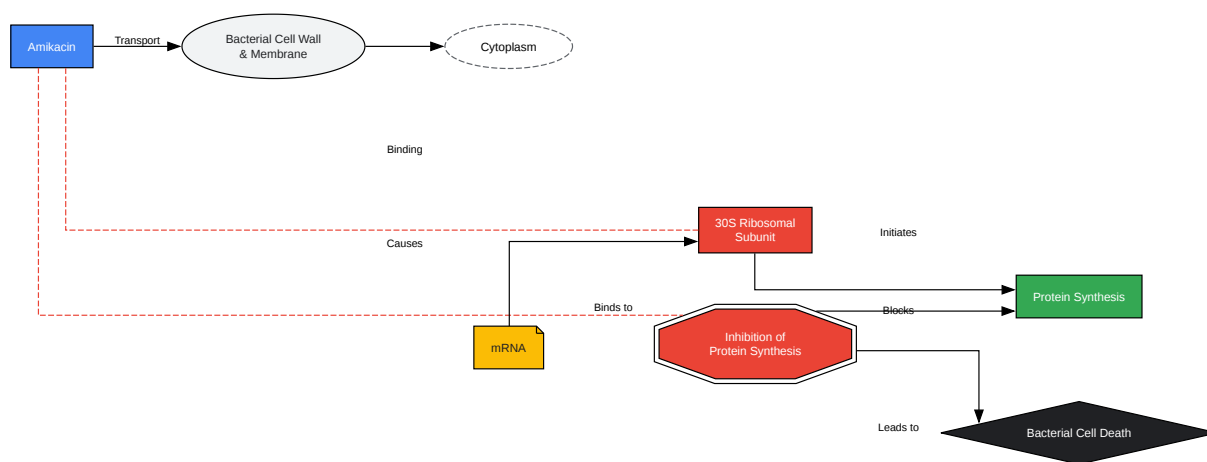 Amikacin
Transport
Bacterial Cell Wall
& Membrane
Cytoplasm
Binding
30S Ribosomal
Subunit
Initiates
Causes
Protein Synthesis
Binds to
Blocks
mRNA
Inhibition of
Protein Synthesis
Leads to
Bacterial Cell Death